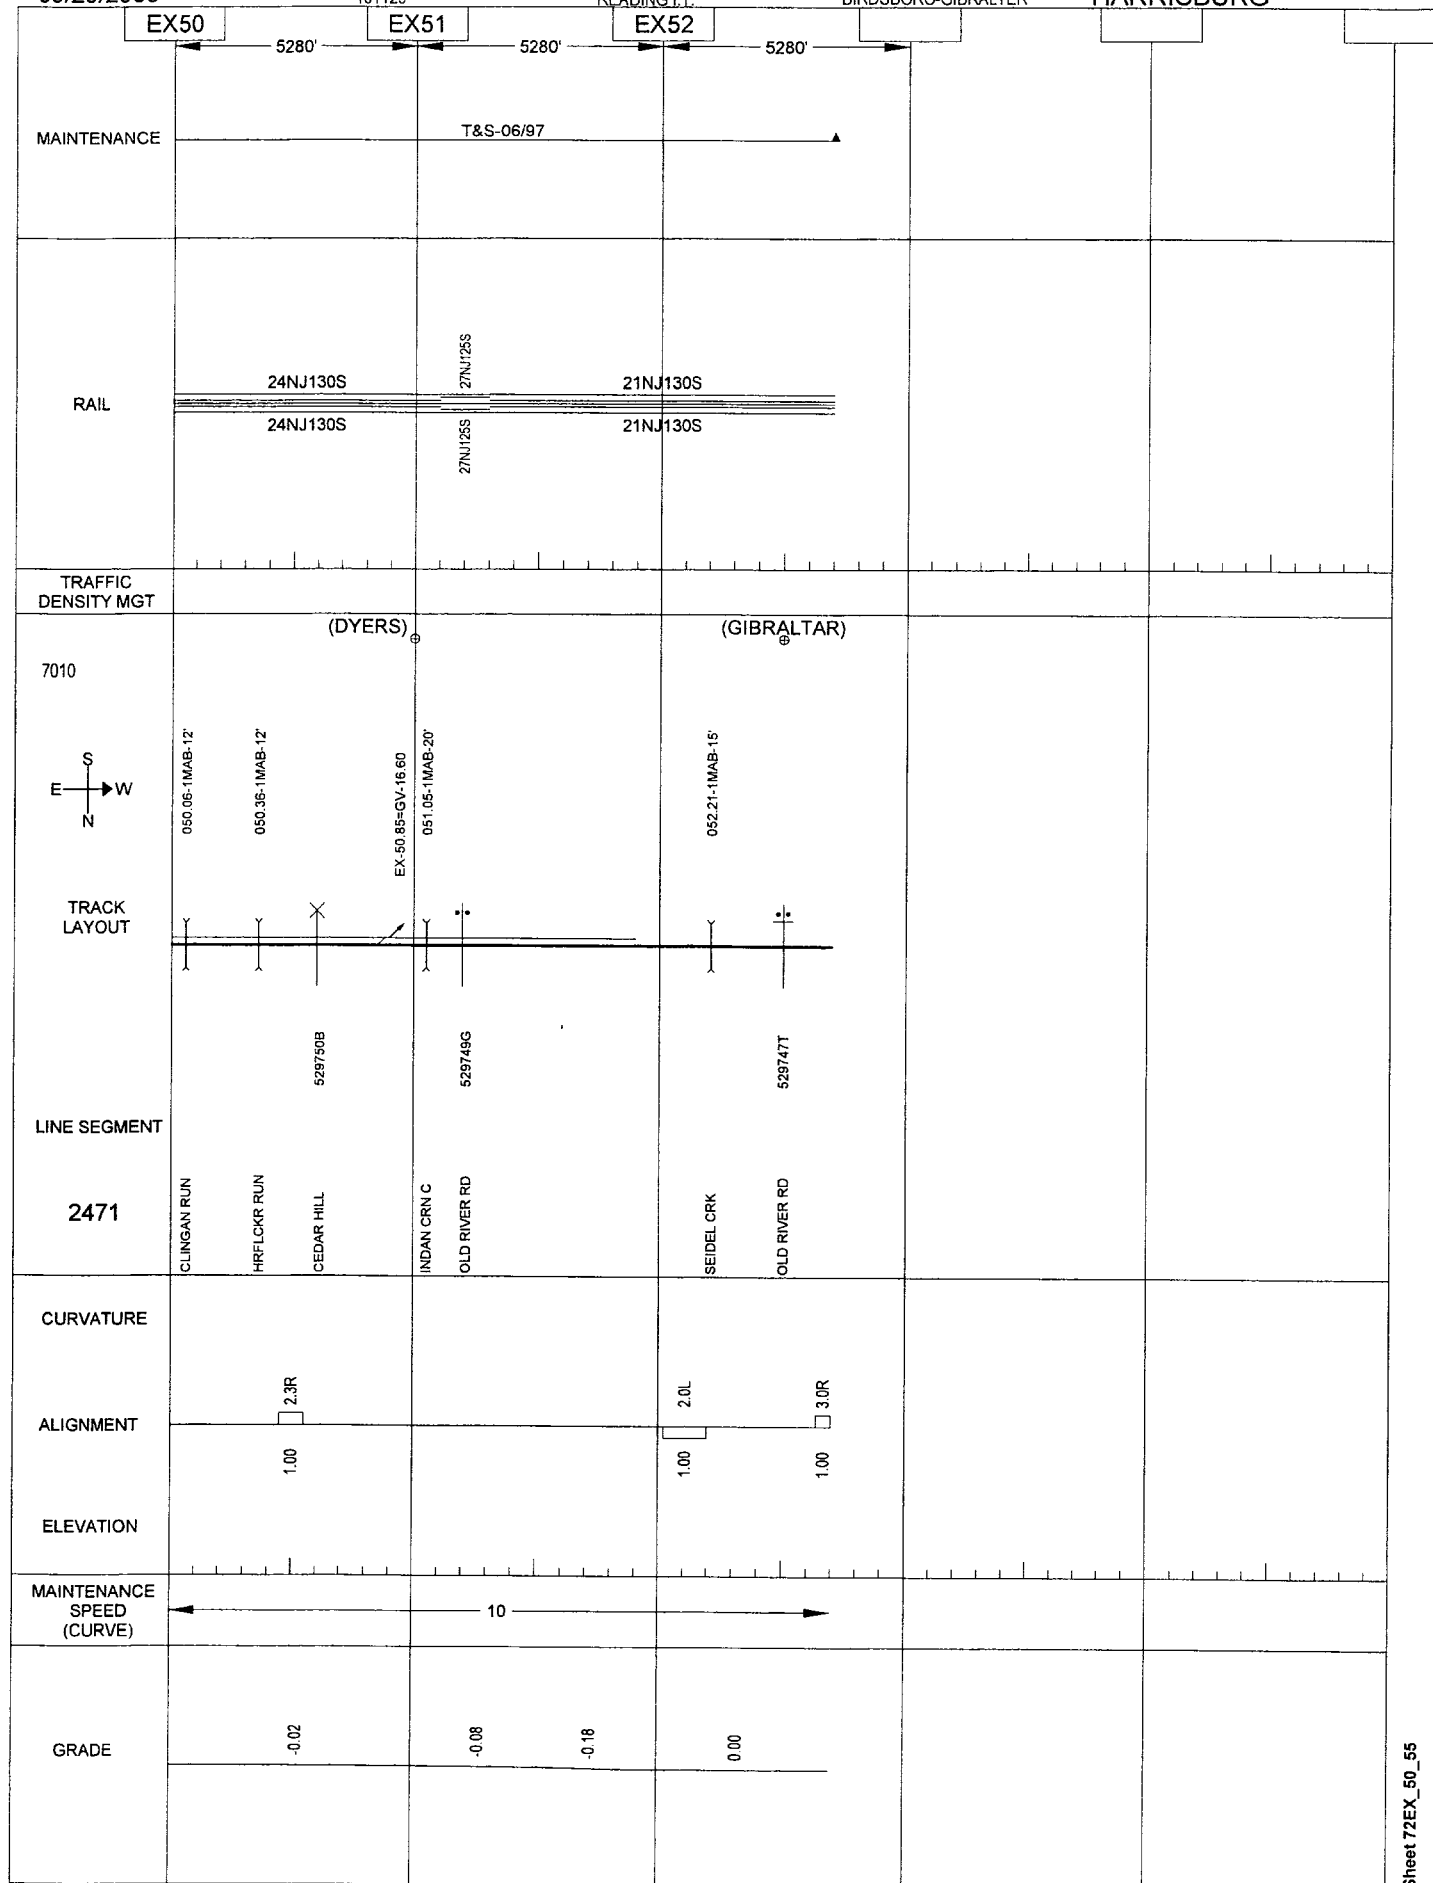 HARRISBURG
EX50
EX51
EX52
5280'
5280'
5280'
MAINTENANCE
T&S-06/97
RAIL
24NJ130S
27NJ125S
21NJ130S
24NJ130S
27NJ125S
21NJ130S
TRAFFIC
DENSITY MGT
(DYERS)
(GIBRALTAR)
7010
S
E
W
N
050.06-1MAB-12'
050.36-1MAB-12'
EX-50.85=GV-16.60
051.05-1MAB-20'
052.21-1MAB-15'
TRACK
LAYOUT
529750B
529749G
529747T
LINE SEGMENT
2471
CLINGAN RUN
HRFLCKR RUN
CEDAR HILL
INDAN CRN C
OLD RIVER RD
SEIDEL CRK
OLD RIVER RD
CURVATURE
2.3R
2.0L
3.0R
ALIGNMENT
1.00
1.00
1.00
ELEVATION
MAINTENANCE
SPEED
(CURVE)
10
GRADE
-0.02
-0.08
-0.18
0.00
Sheet 72EX_50_55